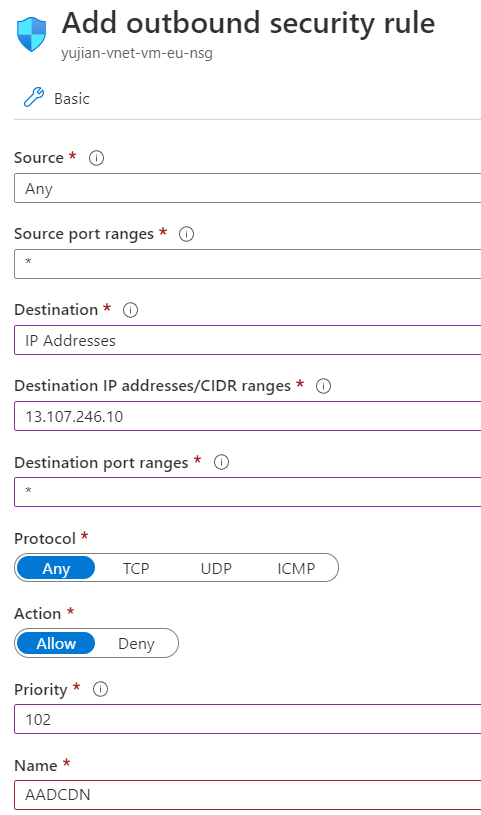 Add outbound security rule
yujian-vnet-vm-eu-nsg
Basic
Source *
Any
Source port ranges *
*
Destination *
IP Addresses
Destination IP addresses/CIDR ranges *
13.107.246.10
Destination port ranges *
*
Protocol *
Any TCP UDP ICMP
Action *
Allow Deny
Priority *
102
Name *
AADCDN